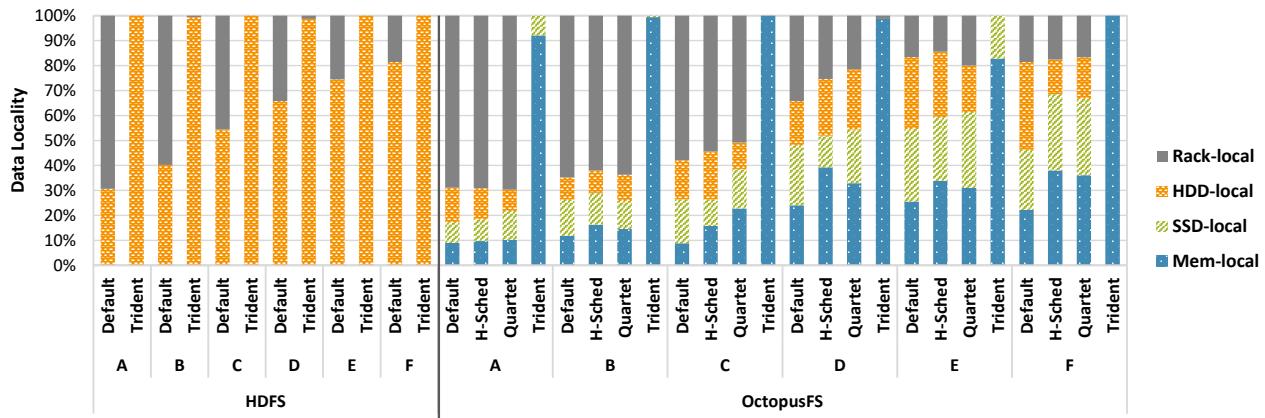 Data Locality
100%
90%
80%
70%
60%
50%
40%
30%
20%
10%
0%
Default Trident Default Trident Default Trident Default Trident Default Trident Default Trident Default H-Sched Quartet Trident Default H-Sched Quartet Trident Default H-Sched Quartet Trident Default H-Sched Quartet Trident Default H-Sched Quartet Trident Default H-Sched Quartet Trident
A B C D E F A B C D E F
HDFS OctopusFS
Rack-local
HDD-local
SSD-local
Mem-local